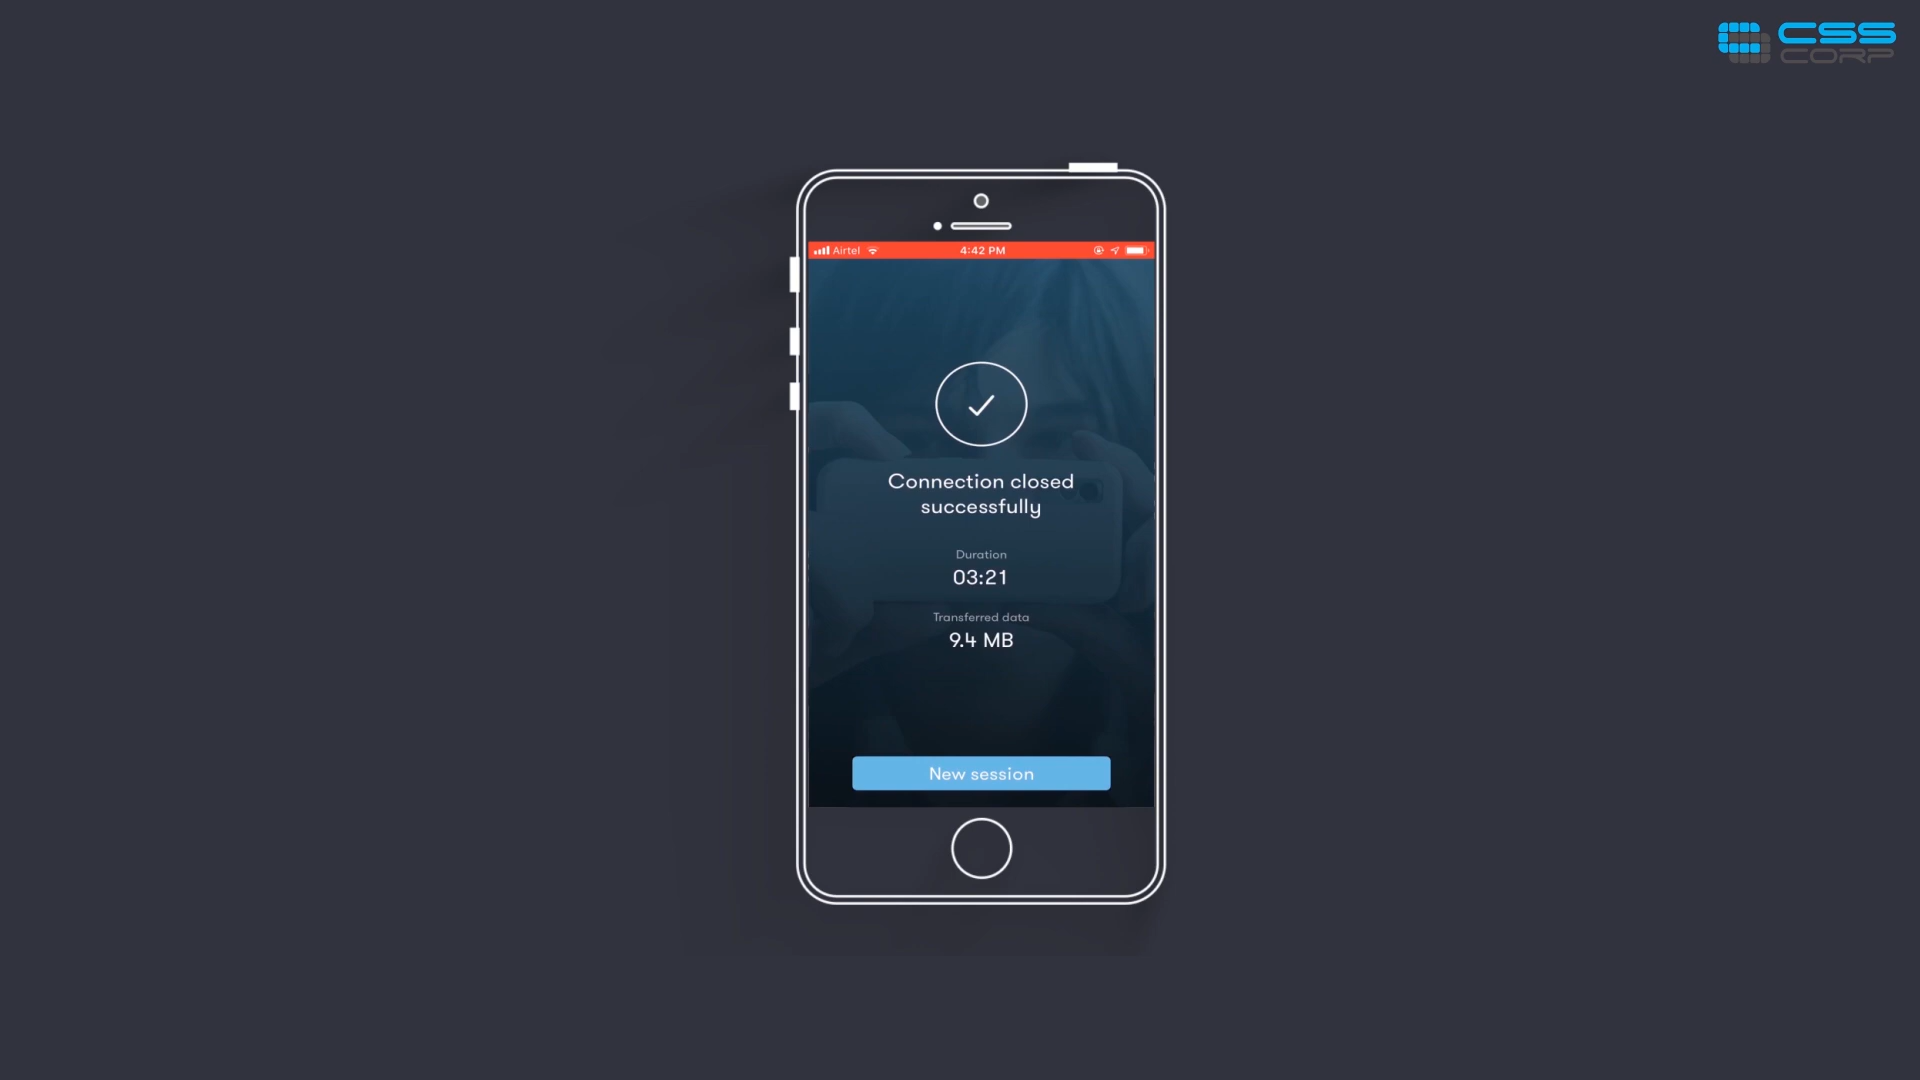 CSS
CORP
Airtel
4:42 PM
Connection closed
successfully
Duration
03:21
Transferred data
9.4 MB
New session